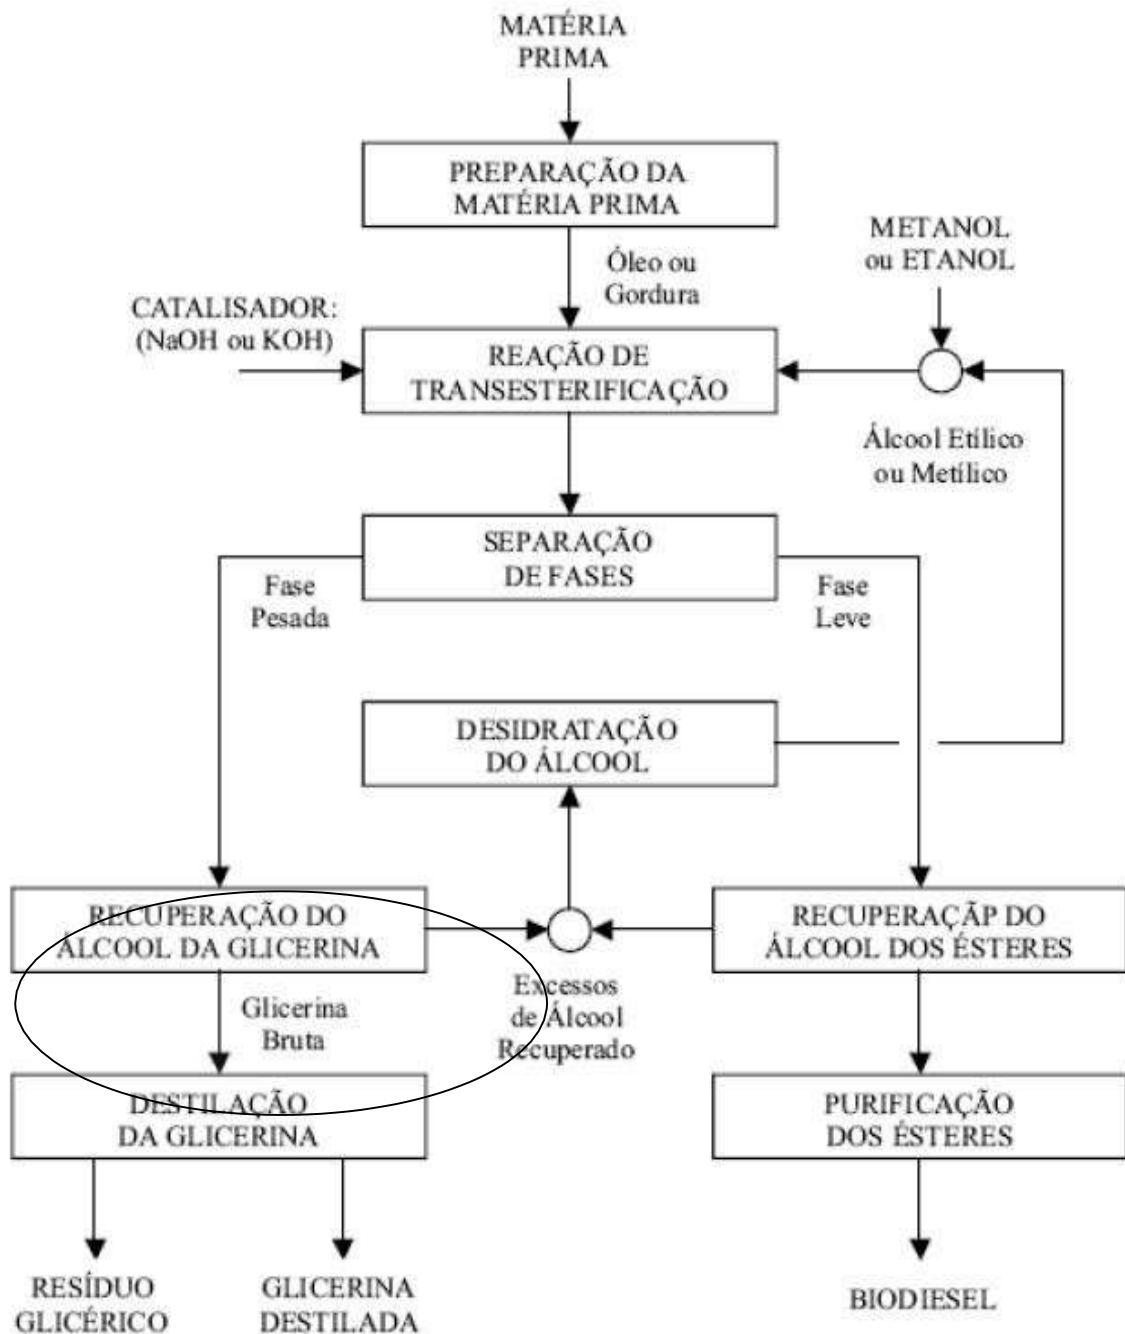 MATÉRIA
PRIMA
PREPARAÇÃO DA
MATÉRIA PRIMA
METANOL
ou ETANOL
Óleo ou
Gordura
CATALISADOR:
(NaOH ou KOH)
REAÇÃO DE
TRANSESTERIFICAÇÃO
Álcool Etílico
ou Metílico
SEPARAÇÃO
DE FASES
Fase
Pesada
Fase
Leve
DESIDRATAÇÃO
DO ÁLCOOL
RECUPERAÇÃO DO
ÁLCOOL DA GLICERINA
RECUPERAÇÃP DO
ÁLCOOL DOS ÉSTERES
Glicerina
Bruta
Excessos
de Álcool
Recuperado
DESTILAÇÃO
DA GLICERINA
PURIFICAÇÃO
DOS ÉSTERES
RESÍDUO
GLICÉRICO
GLICERINA
DESTILADA
BIODIESEL